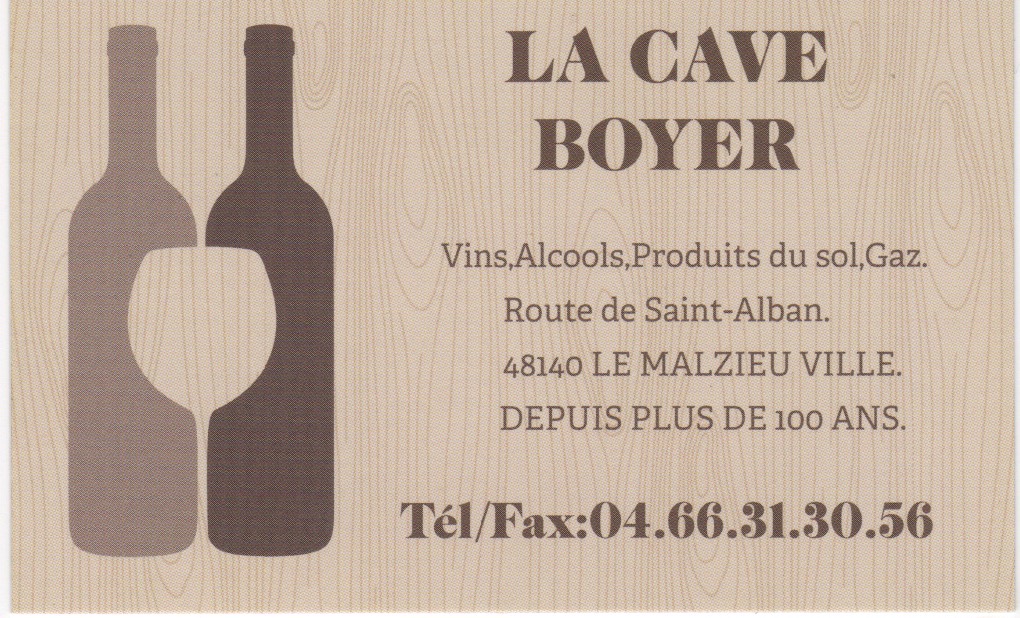 LA CAVE
BOYER
Vins,Alcools,Produits du sol,Gaz.
Route de Saint-Alban.
48140 LE MALZIEU VILLE.
DEPUIS PLUS DE 100 ANS.
Tél/Fax:04.66.31.30.56